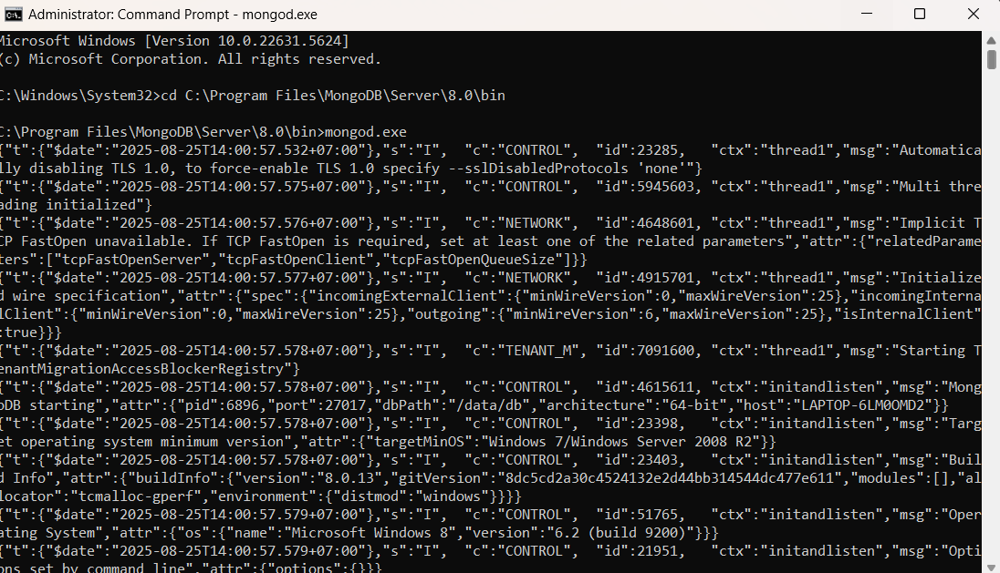 Administrator: Command Prompt - mongod.exe
Microsoft Windows [Version 10.0.22631.5624]
(c) Microsoft Corporation. All rights reserved.
C:\Windows\System32>cd C:\Program Files\MongoDB\Server\8.0\bin
C:\Program Files\MongoDB\Server\8.0\bin>mongod.exe
{"t":{"$date":"2025-08-25T14:00:57.532+07:00"},"s":"I",  "c":"CONTROL",  "id":23285,   "ctx":"thread1","msg":"Automatica
lly disabling TLS 1.0, to force-enable TLS 1.0 specify --sslDisabledProtocols 'none'"}
{"t":{"$date":"2025-08-25T14:00:57.575+07:00"},"s":"I",  "c":"CONTROL",  "id":5945603, "ctx":"thread1","msg":"Multi thre
ading initialized"}
{"t":{"$date":"2025-08-25T14:00:57.576+07:00"},"s":"I",  "c":"NETWORK",  "id":4648601, "ctx":"thread1","msg":"Implicit T
CP FastOpen unavailable. If TCP FastOpen is required, set at least one of the related parameters","attr":{"relatedParame
ters":["tcpFastOpenServer","tcpFastOpenClient","tcpFastOpenQueueSize"]}}
{"t":{"$date":"2025-08-25T14:00:57.577+07:00"},"s":"I",  "c":"NETWORK",  "id":4915701, "ctx":"thread1","msg":"Initialize
d wire specification","attr":{"spec":{"incomingExternalClient":{"minWireVersion":0,"maxWireVersion":25},"incomingInterna
lClient":{"minWireVersion":0,"maxWireVersion":25},"outgoing":{"minWireVersion":6,"maxWireVersion":25},"isInternalClient"
:true}}}
{"t":{"$date":"2025-08-25T14:00:57.578+07:00"},"s":"I",  "c":"TENANT_M", "id":7091600, "ctx":"thread1","msg":"Starting T
enantMigrationAccessBlockerRegistry"}
{"t":{"$date":"2025-08-25T14:00:57.578+07:00"},"s":"I",  "c":"CONTROL",  "id":4615611, "ctx":"initandlisten","msg":"Mong
oDB starting","attr":{"pid":6896,"port":27017,"dbPath":"/data/db","architecture":"64-bit","host":"LAPTOP-6LM0OMD2"}}
{"t":{"$date":"2025-08-25T14:00:57.578+07:00"},"s":"I",  "c":"CONTROL",  "id":23398,   "ctx":"initandlisten","msg":"Targ
et operating system minimum version","attr":{"targetMinOS":"Windows 7/Windows Server 2008 R2"}}
{"t":{"$date":"2025-08-25T14:00:57.578+07:00"},"s":"I",  "c":"CONTROL",  "id":23403,   "ctx":"initandlisten","msg":"Buil
d Info","attr":{"buildInfo":{"version":"8.0.13","gitVersion":"8dc5cd2a30c4524132e2d44bb314544dc477e611","modules":[],"al
locator":"tcmalloc-gperf","environment":{"distmod":"windows"}}}}
{"t":{"$date":"2025-08-25T14:00:57.579+07:00"},"s":"I",  "c":"CONTROL",  "id":51765,   "ctx":"initandlisten","msg":"Oper
ating System","attr":{"os":{"name":"Microsoft Windows 8","version":"6.2 (build 9200)"}}}
{"t":{"$date":"2025-08-25T14:00:57.579+07:00"},"s":"I",  "c":"CONTROL",  "id":21951,   "ctx":"initandlisten","msg":"Opti
ons set by command line","attr":{"options":{}}}